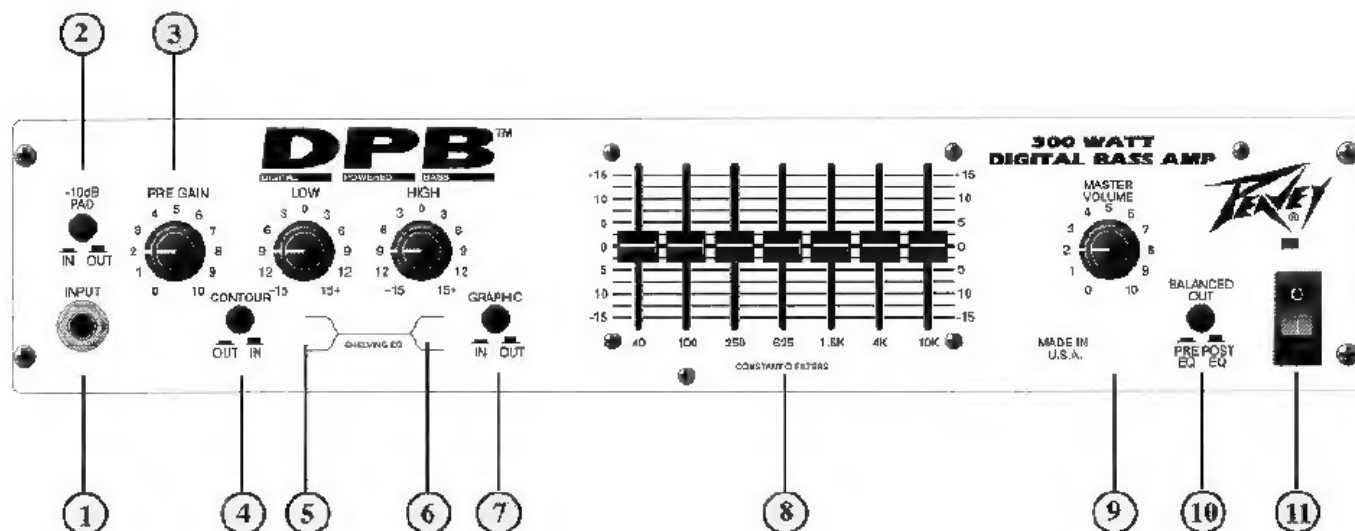 2
3
DPB™
DIGITAL POWERED BASS
300 WATT
DIGITAL BASS AMP
PEAVEY®
-10dB
PAD
IN OUT
INPUT
PRE GAIN
0 1 2 3 4 5 6 7 8 9 10
LOW
-15 12 9 6 3 0 3 6 9 12 15+
HIGH
-15 12 9 6 3 0 3 6 9 12 15+
CONTOUR
OUT IN
SHELVING EQ
GRAPHIC
IN OUT
+15 +15
10 10
5 5
0 0
5 5
10 10
-15 -15
40 100 250 625 1.6K 4K 10K
CONSTANT Q FILTERS
MASTER
VOLUME
0 1 2 3 4 5 6 7 8 9 10
MADE IN
U.S.A.
BALANCED
OUT
PRE POST
EQ EQ
1
4
5
6
7
8
9
10
11